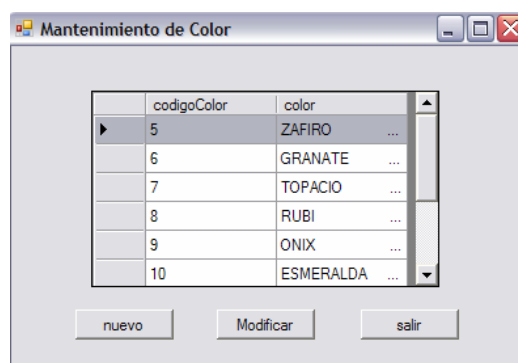 Mantenimiento de Color
codigoColor color
5 ZAFIRO ...
6 GRANATE ...
7 TOPACIO ...
8 RUBI ...
9 ONIX ...
10 ESMERALDA ...
nuevo Modificar salir